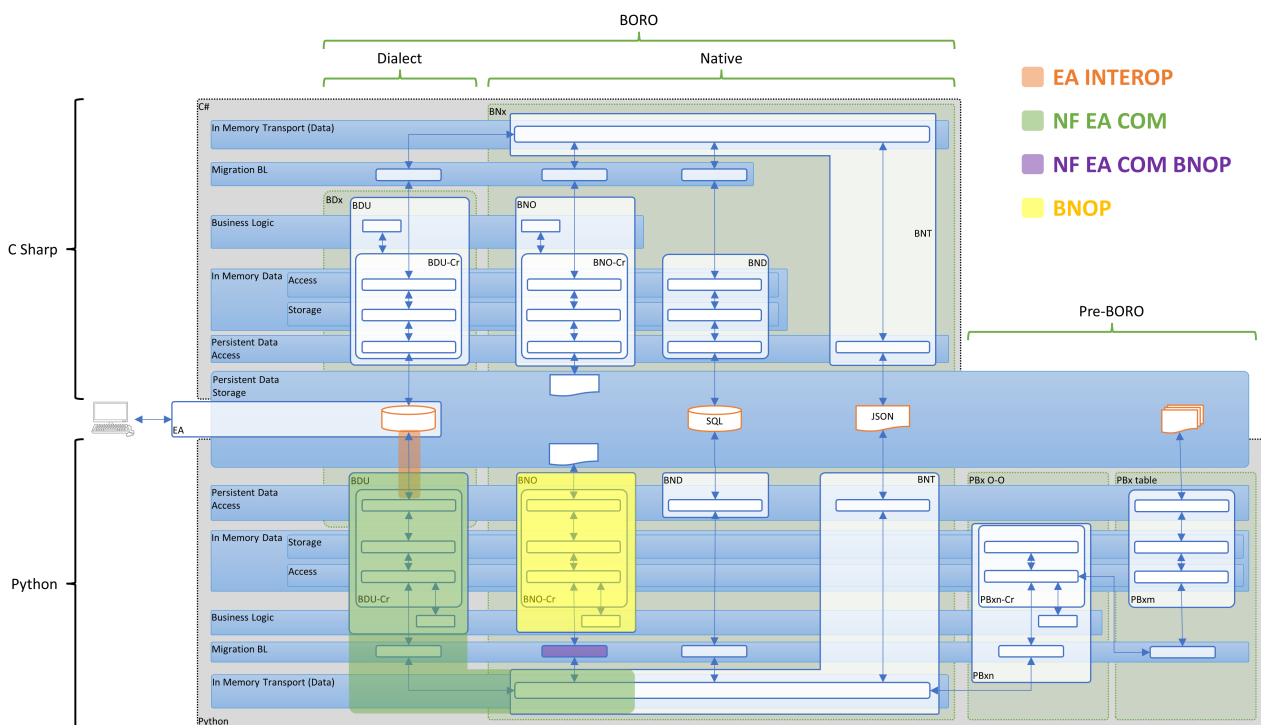 BORO
Dialect
Native
EA INTEROP
NF EA COM
NF EA COM BNOP
BNOP
C#
BNx
In Memory Transport (Data)
Migration BL
BDx
BDU
BNO
Business Logic
BNT
C Sharp
BDU-Cr
BNO-Cr
BND
In Memory Data
Access
Storage
Pre-BORO
Persistent Data
Access
Persistent Data
Storage
EA
SQL
JSON
BDU
BNO
BND
BNT
PBx O-O
PBx table
Persistent Data
Access
In Memory Data
Storage
Access
Python
BDU-Cr
BNO-Cr
PBxn-Cr
PBxm
Business Logic
Migration BL
In Memory Transport (Data)
PBxn
Python